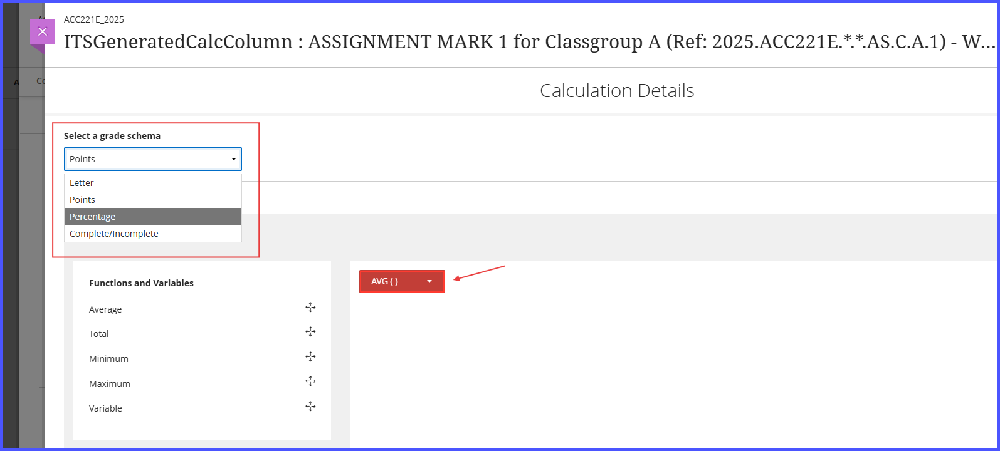 ACC221E_2025
ITSGeneratedCalcColumn : ASSIGNMENT MARK 1 for Classgroup A (Ref: 2025.ACC221E.*.*.AS.C.A.1) - W...
A
Co
Calculation Details
Select a grade schema
Points
Letter
Points
Percentage
Complete/Incomplete
Functions and Variables
Average
Total
Minimum
Maximum
Variable
AVG ( )